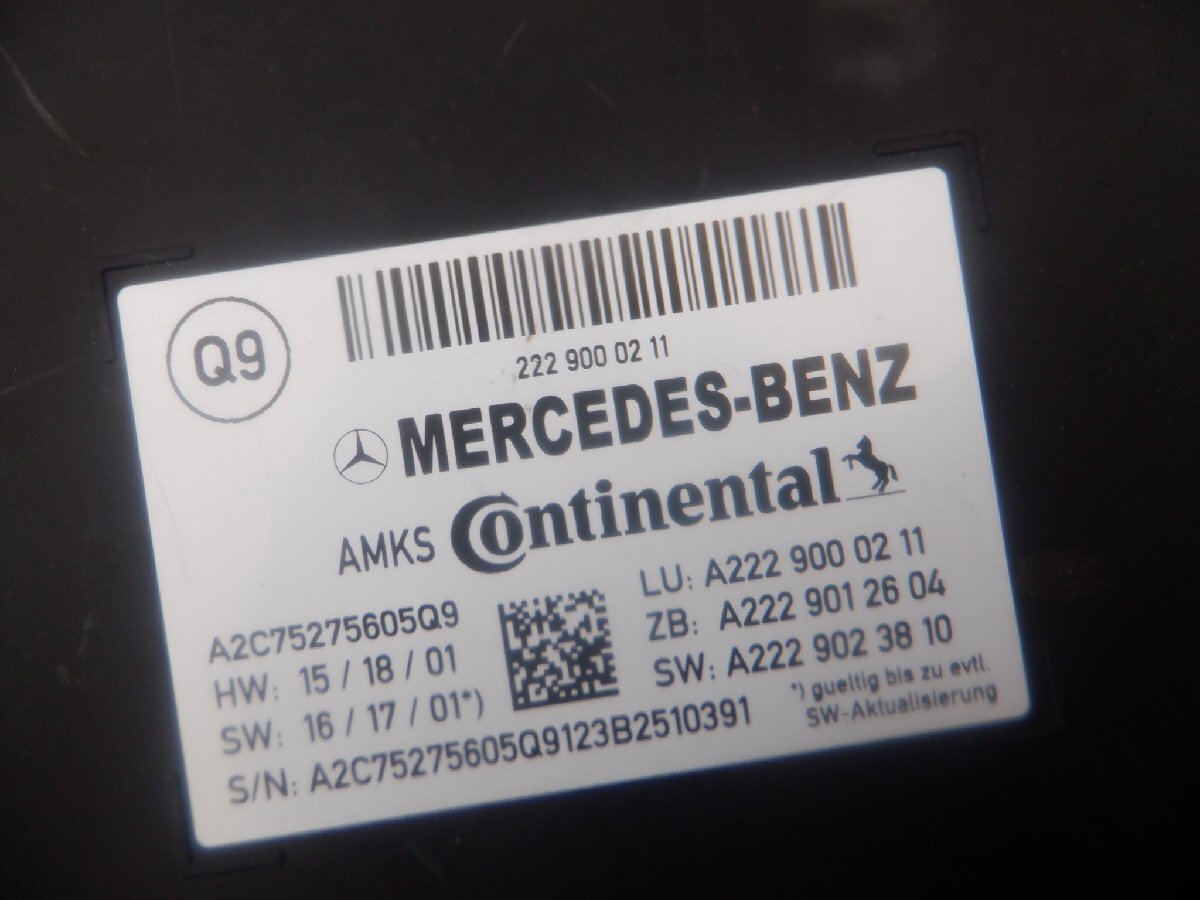 Q9
222 900 02 11
MERCEDES-BENZ
AMKS Continental
A2C75275605Q9
HW: 15 / 18 / 01
SW: 16 / 17 / 01*)
S/N: A2C75275605Q9123B2510391
LU: A222 900 02 11
ZB: A222 901 26 04
SW: A222 902 38 10
*) gueltig bis zu evtl.
SW-Aktualisierung